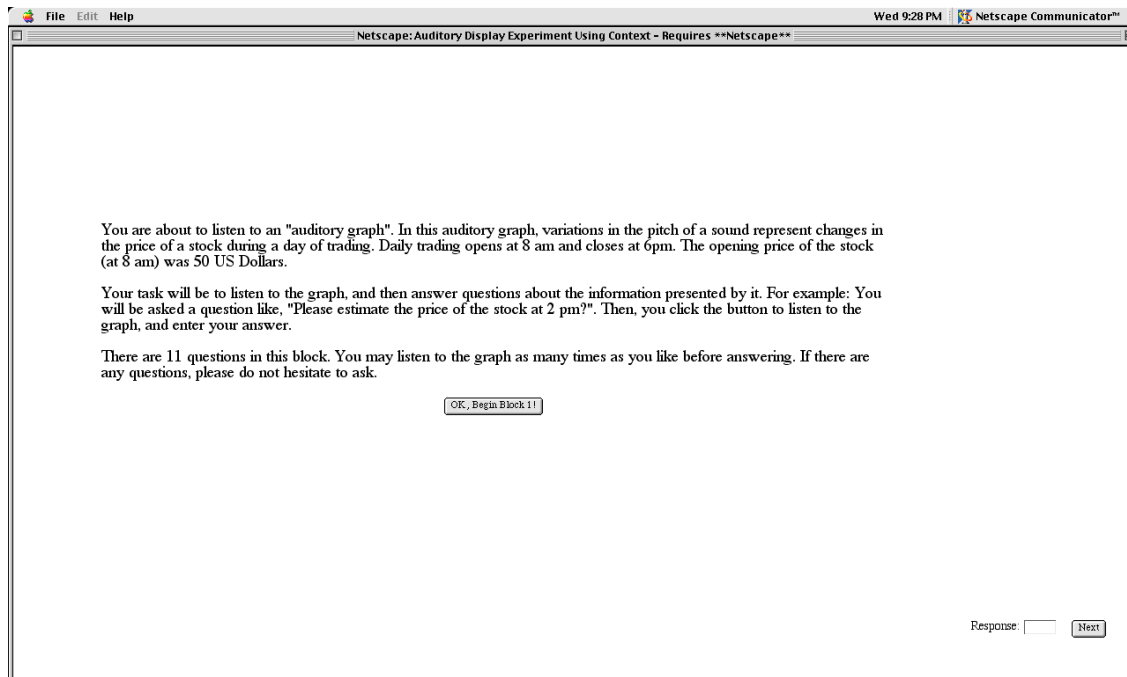 File Edit Help
Wed 9:28 PM
Netscape Communicator™
Netscape: Auditory Display Experiment Using Context – Requires **Netscape**
You are about to listen to an "auditory graph". In this auditory graph, variations in the pitch of a sound represent changes in
the price of a stock during a day of trading. Daily trading opens at 8 am and closes at 6pm. The opening price of the stock
(at 8 am) was 50 US Dollars.
Your task will be to listen to the graph, and then answer questions about the information presented by it. For example: You
will be asked a question like, "Please estimate the price of the stock at 2 pm?". Then, you click the button to listen to the
graph, and enter your answer.
There are 11 questions in this block. You may listen to the graph as many times as you like before answering. If there are
any questions, please do not hesitate to ask.
OK, Begin Block 1!
Response:
Next